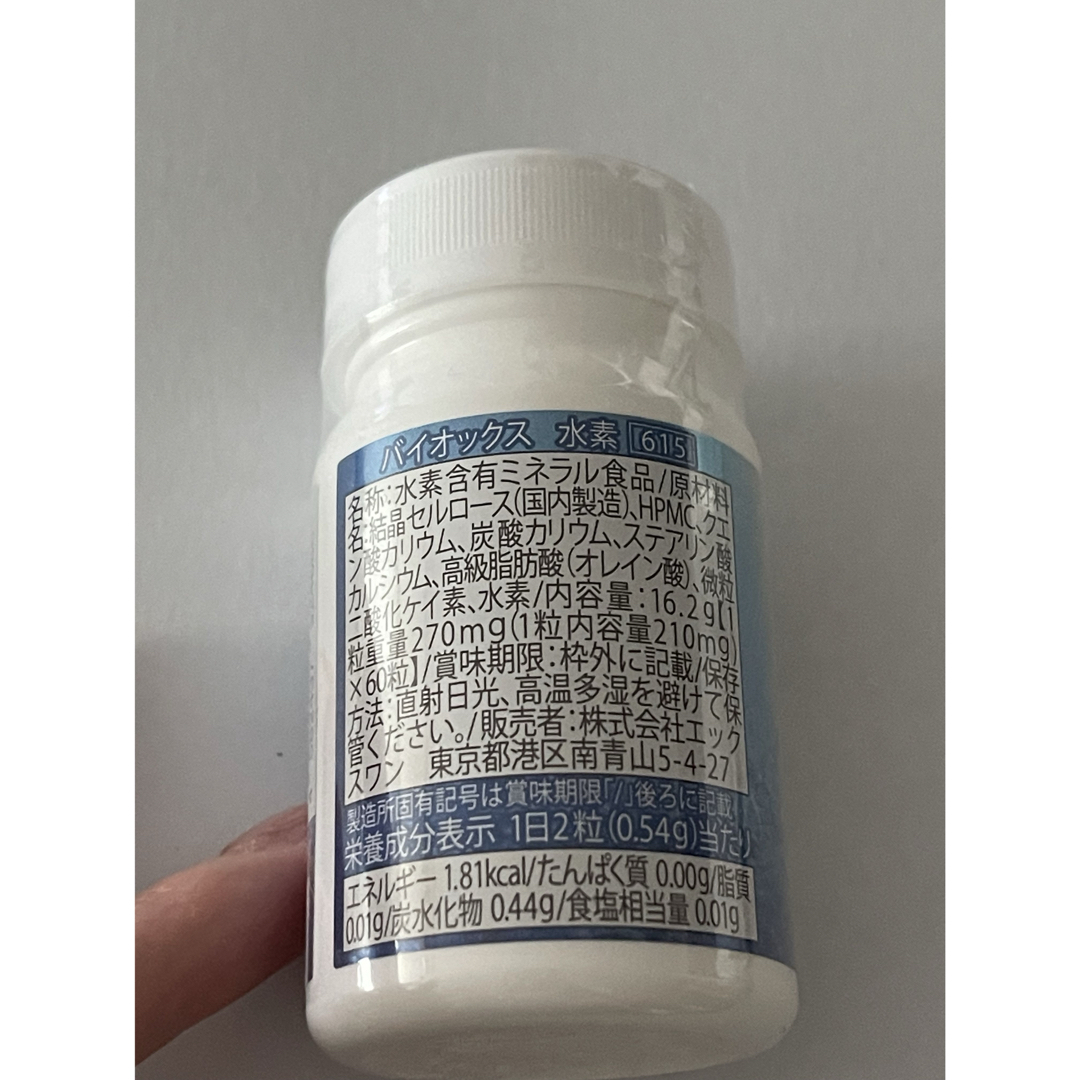 バイオックス 水素 [615]
名称:水素含有ミネラル食品/原材料
名:結晶セルロース(国内製造)、HPMC、クエ
ン酸カリウム、炭酸カリウム、ステアリン酸
カルシウム、高級脂肪酸(オレイン酸)、微粒
二酸化ケイ素、水素/内容量:16.2g【1
粒重量270mg(1粒内容量210mg)
×60粒】/賞味期限:枠外に記載/保存
方法:直射日光、高温多湿を避けて保
管ください。/販売者:株式会社エック
スワン 東京都港区南青山5-4-27
製造所固有記号は賞味期限「/」後ろに記載
栄養成分表示 1日2粒(0.54g)当たり
エネルギー 1.81kcal/たんぱく質 0.00g/脂質
0.01g/炭水化物 0.44g/食塩相当量 0.01g